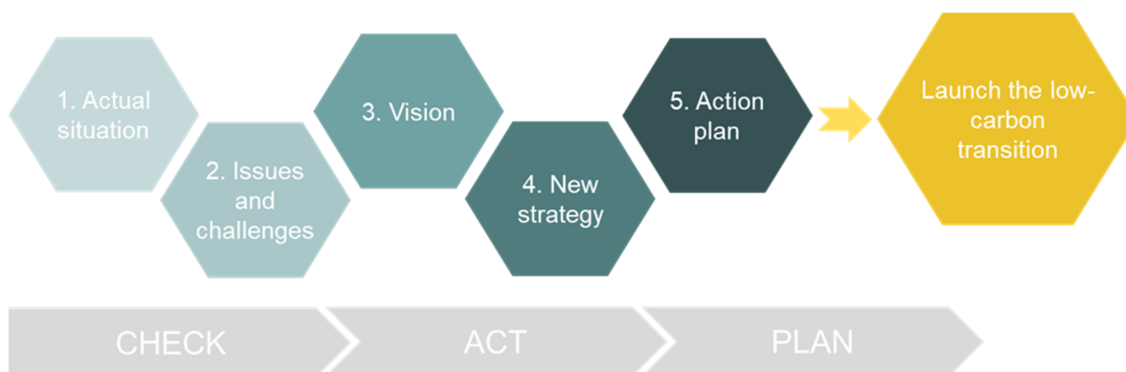 1. Actual
situation
2. Issues
and
challenges
3. Vision
4. New
strategy
5. Action
plan
Launch the low-
carbon
transition
CHECK
ACT
PLAN